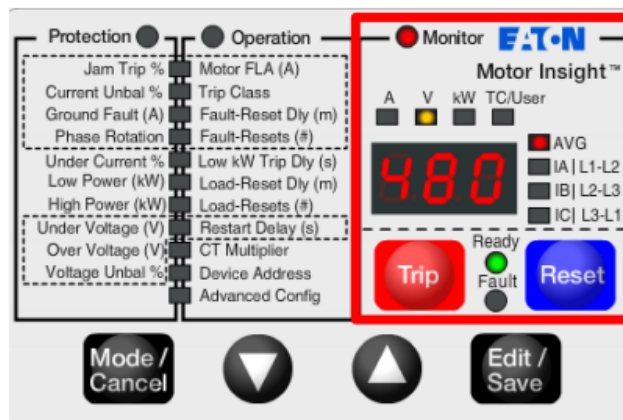 Protection
Jam Trip %
Current Unbal %
Ground Fault (A)
Phase Rotation
Under Current %
Low Power (kW)
High Power (kW)
Under Voltage (V)
Over Voltage (V)
Voltage Unbal %
Operation
Motor FLA (A)
Trip Class
Fault-Reset Dly (m)
Fault-Resets (#)
Low kW Trip Dly (s)
Load-Reset Dly (m)
Load-Resets (#)
Restart Delay (s)
CT Multiplier
Device Address
Advanced Config
Monitor EATON
Motor Insight™
A V kW TC/User
480
AVG
IA| L1-L2
IB| L2-L3
IC| L3-L1
Trip
Ready
Fault
Reset
Mode /
Cancel
Edit /
Save